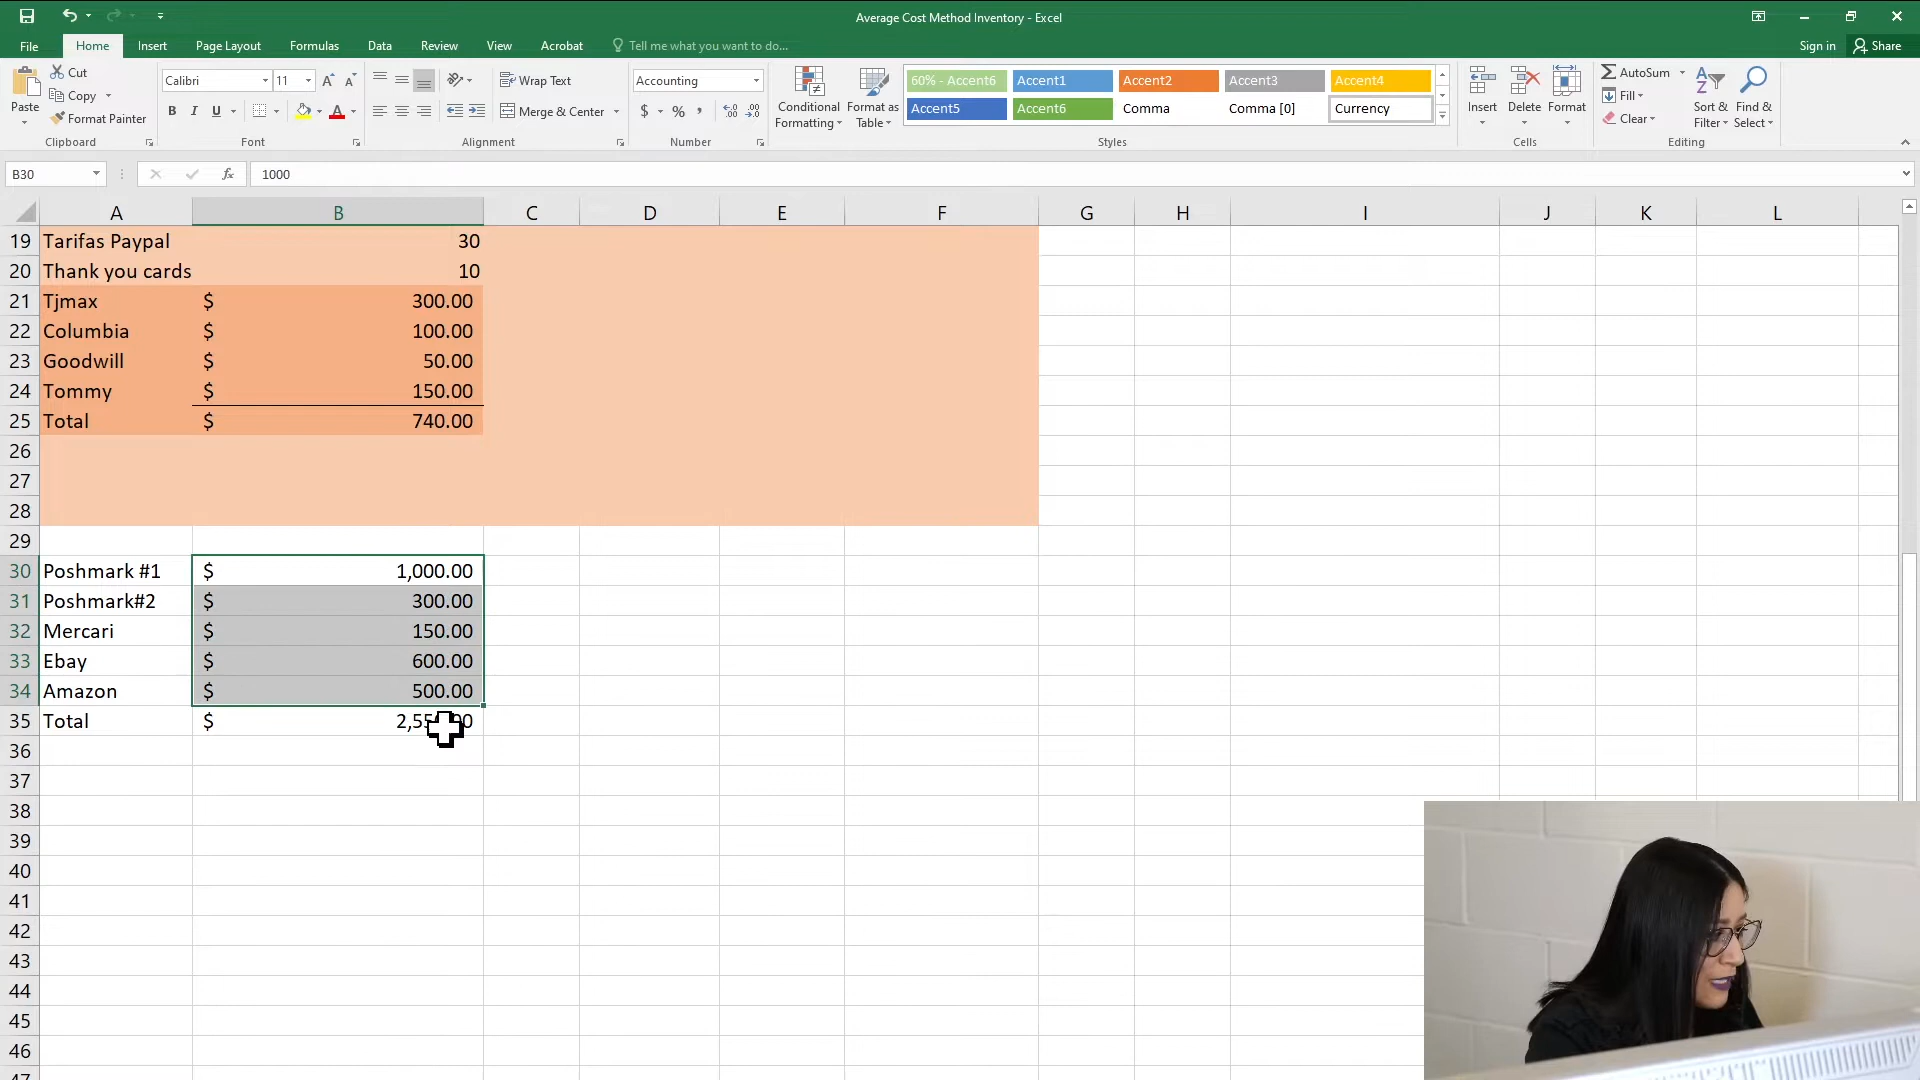 Average Cost Method Inventory - Excel
File Home Insert Page Layout Formulas Data Review View Acrobat Tell me what you want to do... Sign in Share
Cut
Copy
Format Painter
Paste
Clipboard
Calibri 11
B I U A
Font
Wrap Text
Merge & Center
Alignment
Accounting
$ % ,
Number
Conditional Formatting
Format as Table
60% - Accent6 Accent1 Accent2 Accent3 Accent4
Accent5 Accent6 Comma Comma [0] Currency
Styles
Insert Delete Format
Cells
AutoSum
Fill
Clear
Sort & Filter
Find & Select
Editing
B30 fx 1000
A B C D E F G H I J K L
19 Tarifas Paypal 30
20 Thank you cards 10
21 Tjmax $ 300.00
22 Columbia $ 100.00
23 Goodwill $ 50.00
24 Tommy $ 150.00
25 Total $ 740.00
26
27
28
29
30 Poshmark #1 $ 1,000.00
31 Poshmark#2 $ 300.00
32 Mercari $ 150.00
33 Ebay $ 600.00
34 Amazon $ 500.00
35 Total $
36
37
38
39
40
41
42
43
44
45
46
47